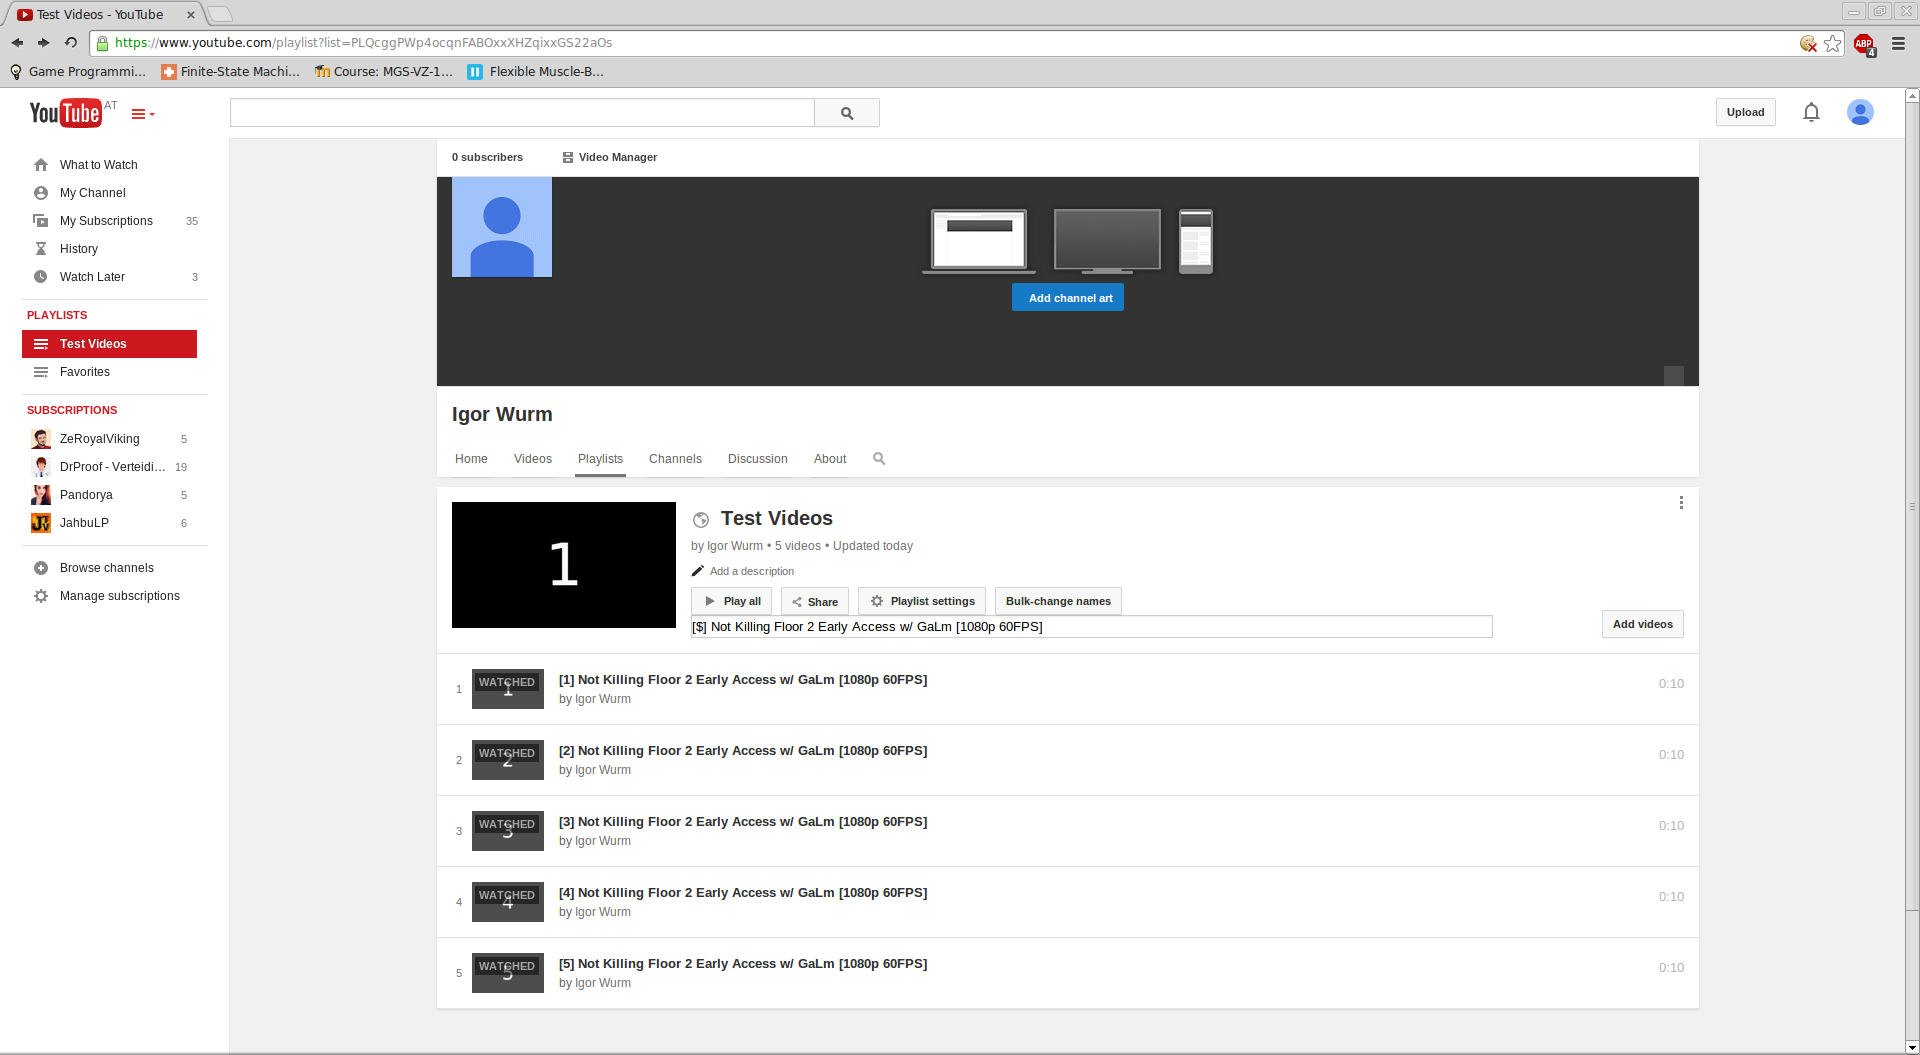 Test Videos - YouTube
https://www.youtube.com/playlist?list=PLQcggPWp4ocqnFABOxxXHZqixxGS22aOs
ABP
4
Game Programmi...
Finite-State Machi...
Course: MGS-VZ-1...
Flexible Muscle-B...
YouTube AT
Upload
What to Watch
My Channel
My Subscriptions 35
History
Watch Later 3
PLAYLISTS
Test Videos
Favorites
SUBSCRIPTIONS
ZeRoyalViking 5
DrProof - Verteidi... 19
Pandorya 5
JahbuLP 6
Browse channels
Manage subscriptions
0 subscribers
Video Manager
Add channel art
Igor Wurm
Home
Videos
Playlists
Channels
Discussion
About
1
Test Videos
by Igor Wurm • 5 videos • Updated today
Add a description
Play all
Share
Playlist settings
Bulk-change names
[$] Not Killing Floor 2 Early Access w/ GaLm [1080p 60FPS]
Add videos
1
WATCHED
1
[1] Not Killing Floor 2 Early Access w/ GaLm [1080p 60FPS]
by Igor Wurm
0:10
2
WATCHED
2
[2] Not Killing Floor 2 Early Access w/ GaLm [1080p 60FPS]
by Igor Wurm
0:10
3
WATCHED
3
[3] Not Killing Floor 2 Early Access w/ GaLm [1080p 60FPS]
by Igor Wurm
0:10
4
WATCHED
4
[4] Not Killing Floor 2 Early Access w/ GaLm [1080p 60FPS]
by Igor Wurm
0:10
5
WATCHED
5
[5] Not Killing Floor 2 Early Access w/ GaLm [1080p 60FPS]
by Igor Wurm
0:10